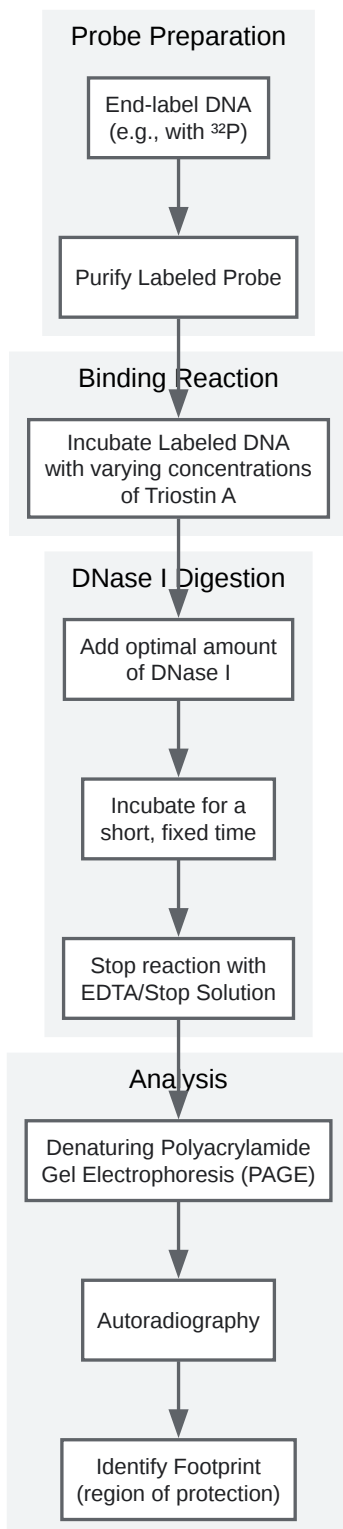 Probe Preparation
End-label DNA
(e.g., with ³²P)
Purify Labeled Probe
Binding Reaction
Incubate Labeled DNA
with varying concentrations
of Triostin A
DNase I Digestion
Add optimal amount
of DNase I
Incubate for a
short, fixed time
Stop reaction with
EDTA/Stop Solution
Analysis
Denaturing Polyacrylamide
Gel Electrophoresis (PAGE)
Autoradiography
Identify Footprint
(region of protection)